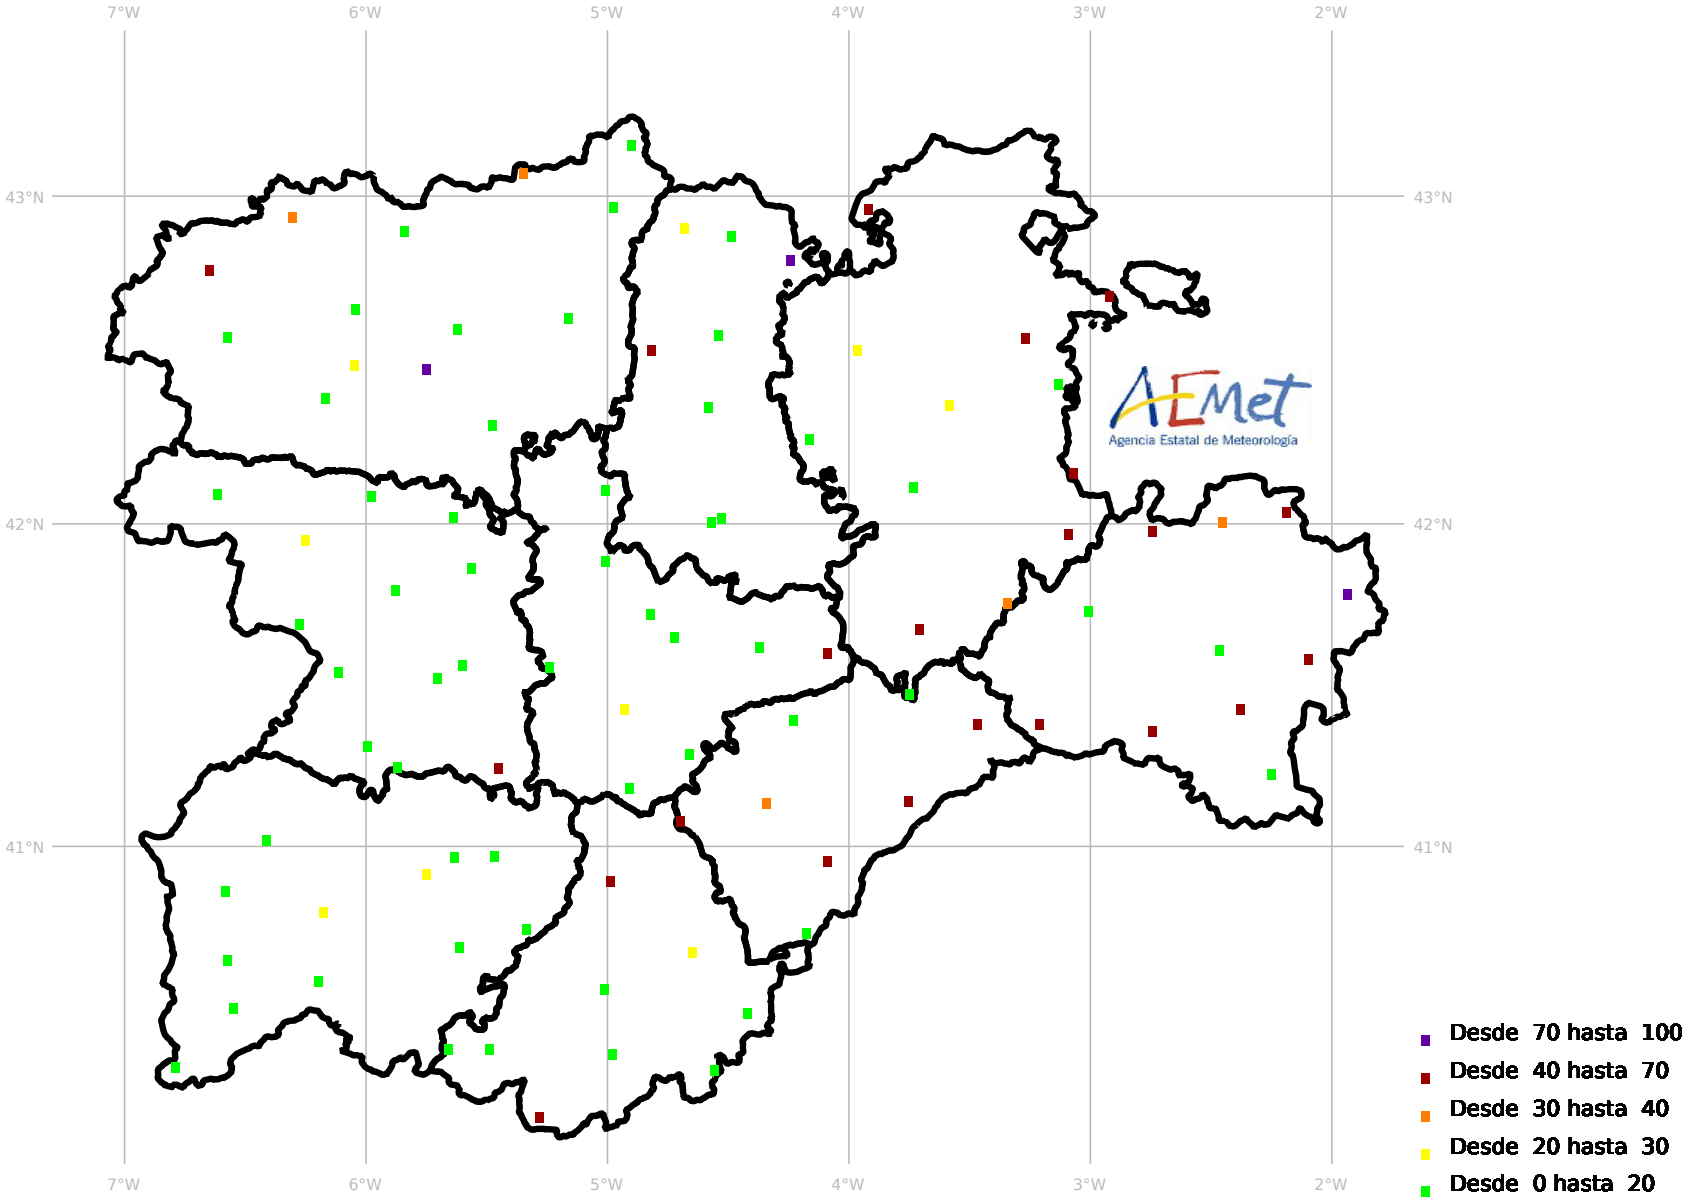 7°W 6°W 5°W 4°W 3°W 2°W
43°N 43°N
AEMet
Agencia Estatal de Meteorología
42°N 42°N
41°N 41°N
Desde 70 hasta 100
Desde 40 hasta 70
Desde 30 hasta 40
Desde 20 hasta 30
Desde 0 hasta 20
7°W 6°W 5°W 4°W 3°W 2°W